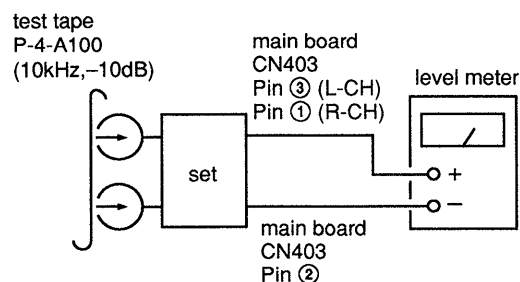 test tape
P-4-A100
(10kHz,–10dB)
main board
CN403
Pin ③ (L-CH)
Pin ① (R-CH)
level meter
set
+
–
main board
CN403
Pin ②